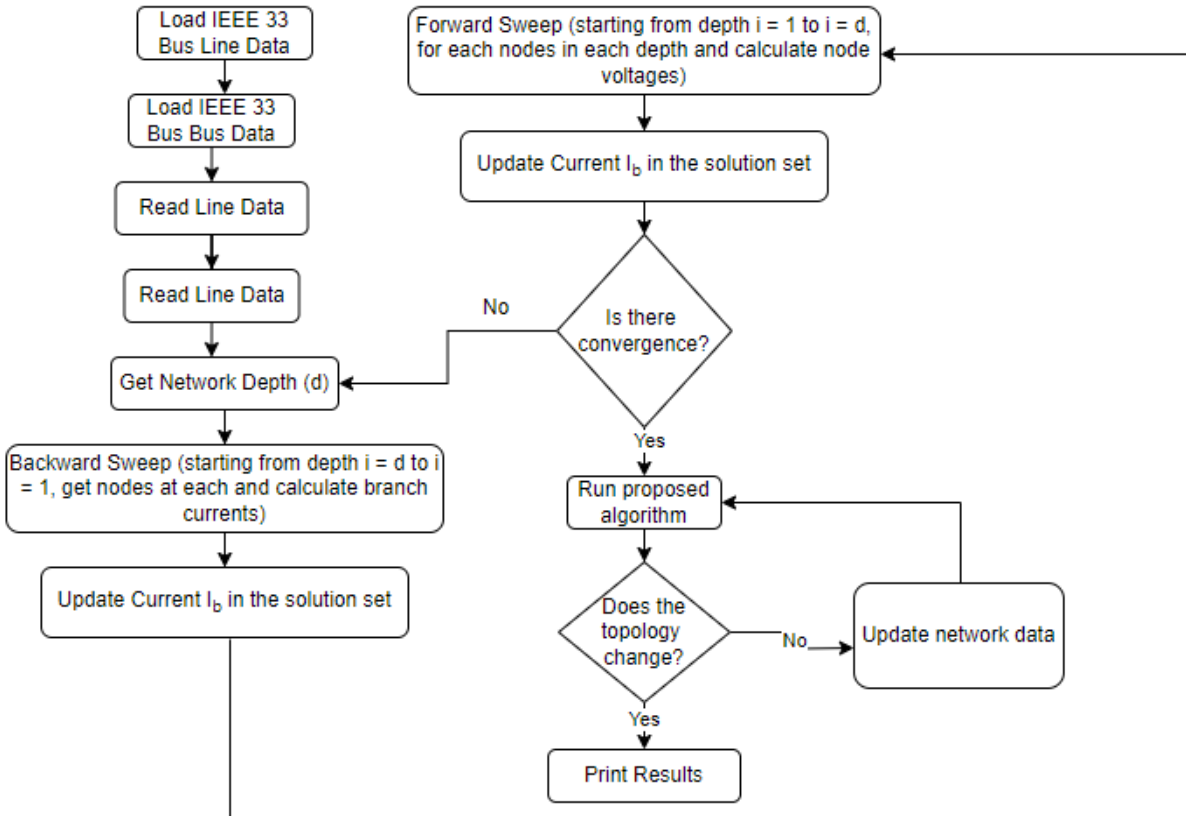 Load IEEE 33
Bus Line Data
Load IEEE 33
Bus Bus Data
Read Line Data
Read Line Data
Get Network Depth (d)
Backward Sweep (starting from depth i = d to i
= 1, get nodes at each and calculate branch
currents)
Update Current I_b in the solution set
Forward Sweep (starting from depth i = 1 to i = d,
for each nodes in each depth and calculate node
voltages)
Update Current I_b in the solution set
Is there
convergence?
No
Yes
Run proposed
algorithm
Does the
topology
change?
No
Update network data
Yes
Print Results